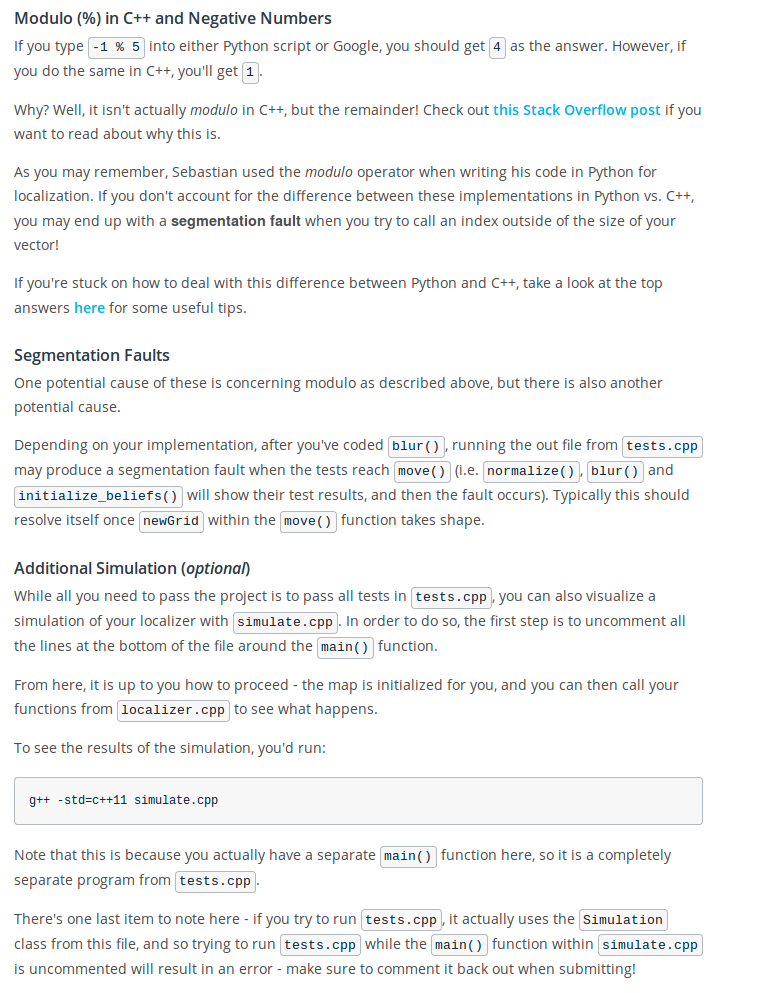 Modulo (%) in C++ and Negative Numbers
If you type -1 % 5 into either Python script or Google, you should get 4 as the answer. However, if
you do the same in C++, you'll get 1.
Why? Well, it isn't actually modulo in C++, but the remainder! Check out this Stack Overflow post if you
want to read about why this is.
As you may remember, Sebastian used the modulo operator when writing his code in Python for
localization. If you don't account for the difference between these implementations in Python vs. C++,
you may end up with a segmentation fault when you try to call an index outside of the size of your
vector!
If you're stuck on how to deal with this difference between Python and C++, take a look at the top
answers here for some useful tips.
Segmentation Faults
One potential cause of these is concerning modulo as described above, but there is also another
potential cause.
Depending on your implementation, after you've coded blur(), running the out file from tests.cpp
may produce a segmentation fault when the tests reach move() (i.e. normalize(), blur() and
initialize_beliefs() will show their test results, and then the fault occurs). Typically this should
resolve itself once newGrid within the move() function takes shape.
Additional Simulation (optional)
While all you need to pass the project is to pass all tests in tests.cpp, you can also visualize a
simulation of your localizer with simulate.cpp. In order to do so, the first step is to uncomment all
the lines at the bottom of the file around the main() function.
From here, it is up to you how to proceed - the map is initialized for you, and you can then call your
functions from localizer.cpp to see what happens.
To see the results of the simulation, you'd run:
g++ -std=c++11 simulate.cpp
Note that this is because you actually have a separate main() function here, so it is a completely
separate program from tests.cpp.
There's one last item to note here - if you try to run tests.cpp, it actually uses the Simulation
class from this file, and so trying to run tests.cpp while the main() function within simulate.cpp
is uncommented will result in an error - make sure to comment it back out when submitting!